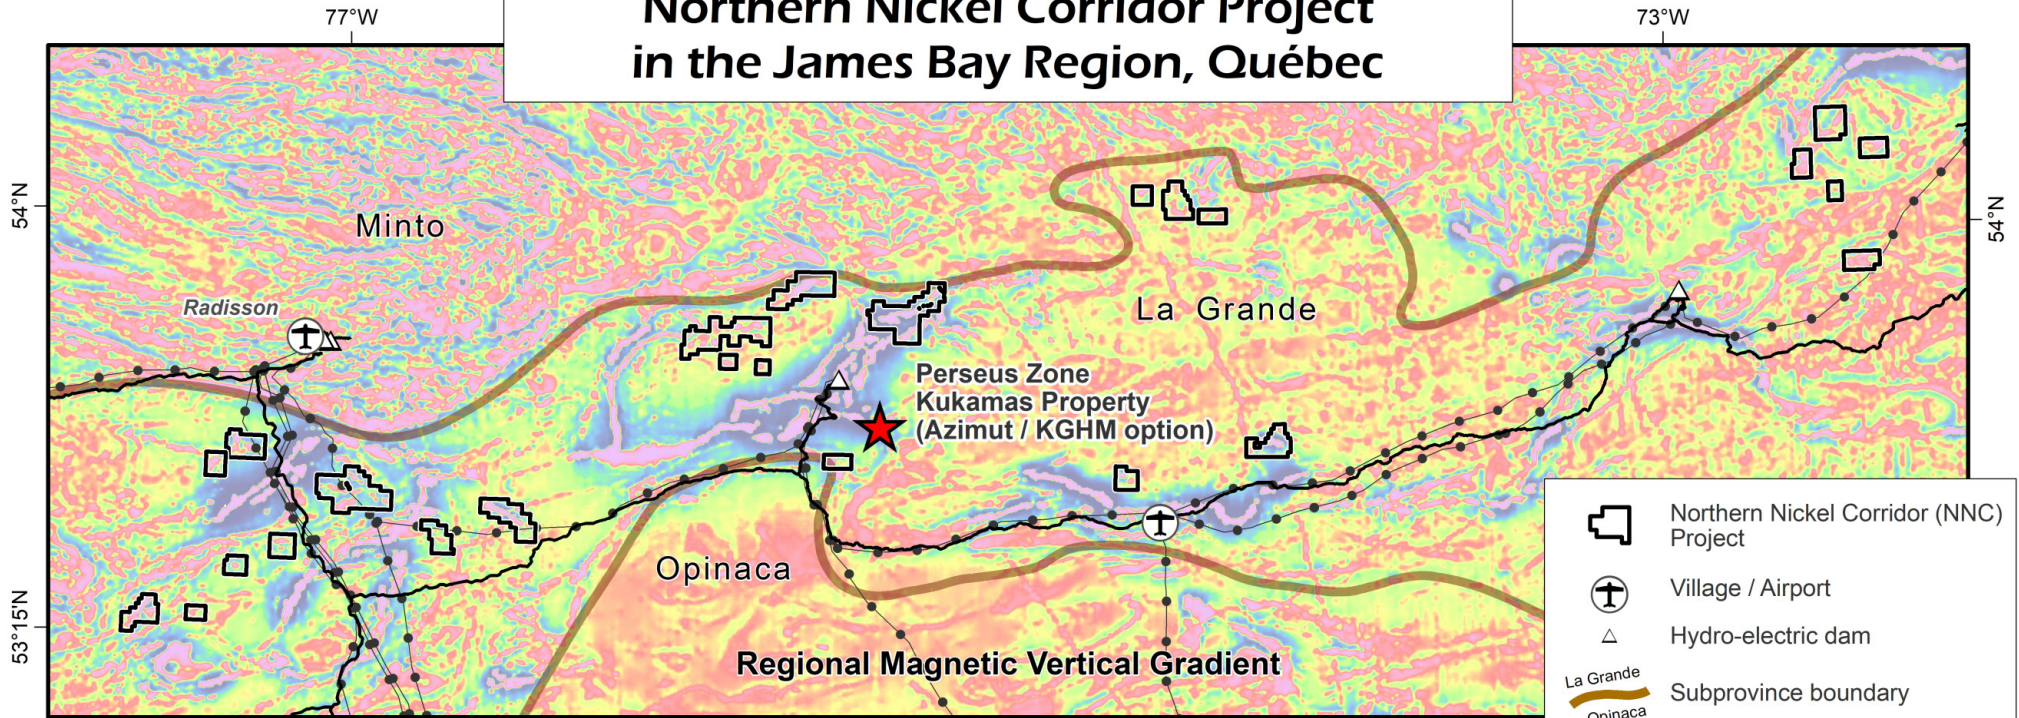 Northern Nickel Corridor Project
in the James Bay Region, Québec
77°W
73°W
54°N
54°N
53°15'N
Minto
Radisson
La Grande
Perseus Zone
Kukamas Property
(Azimut / KGHM option)
Opinaca
Regional Magnetic Vertical Gradient
Northern Nickel Corridor (NNC)
Project
Village / Airport
Hydro-electric dam
La Grande
Subprovince boundary
Opinaca